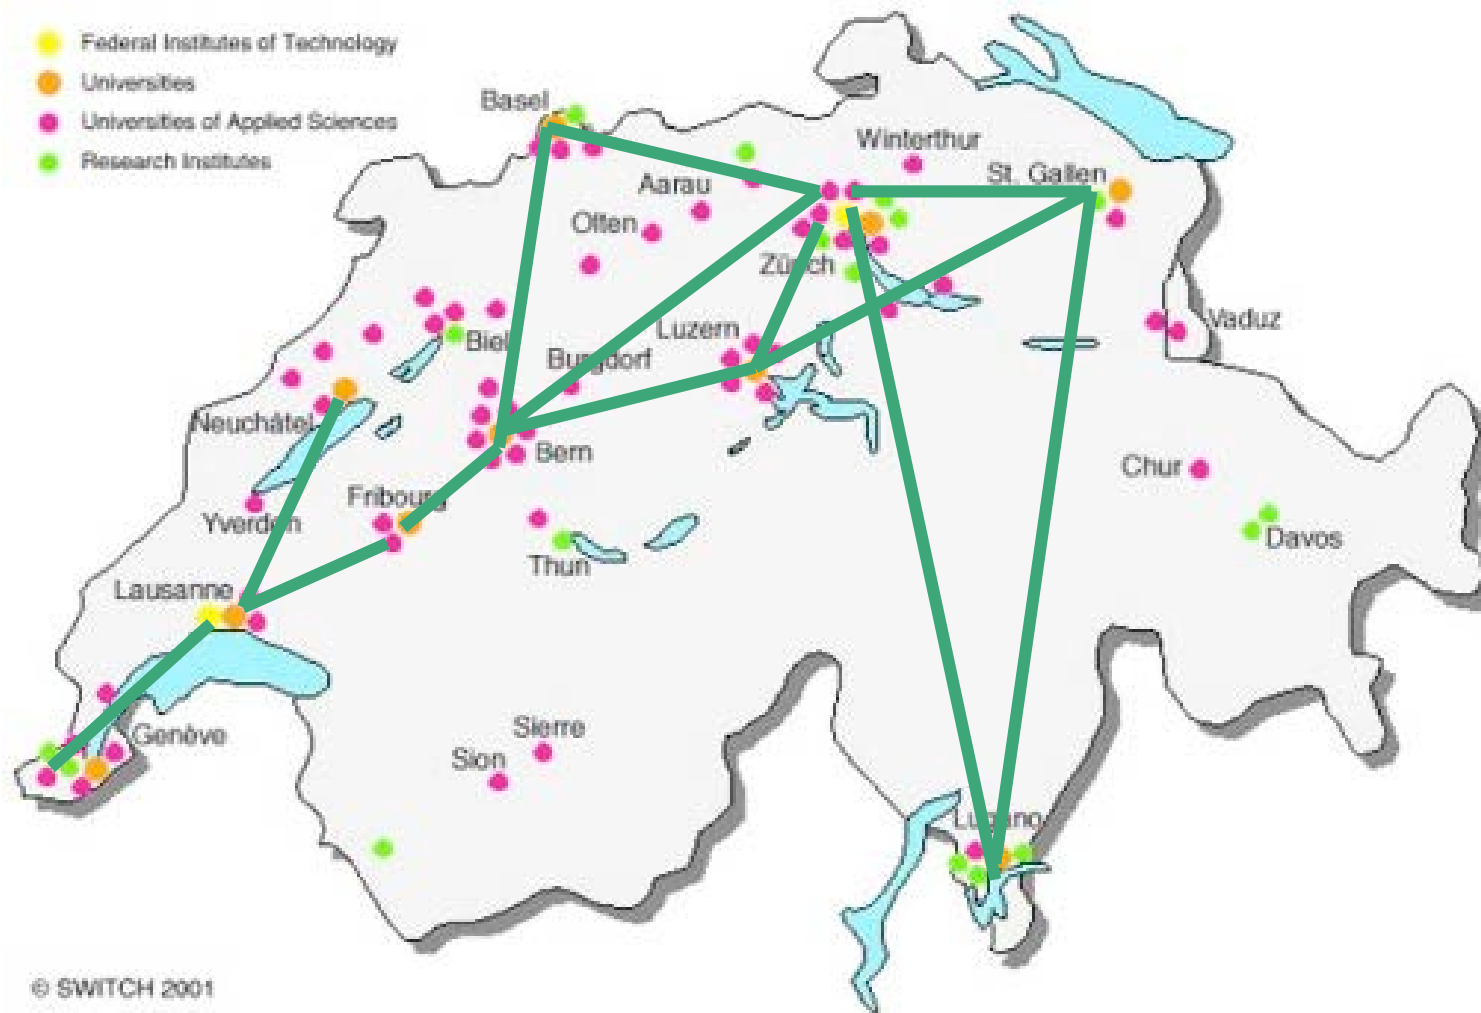 Federal Institutes of Technology
Universities
Universities of Applied Sciences
Research Institutes
Basel
Winterthur
Aarau
St. Gallen
Olten
Zürich
Vaduz
Luzern
Biel
Burgdorf
Neuchâtel
Bern
Chur
Fribourg
Yverdon
Davos
Thun
Lausanne
Genève
Sierre
Sion
Lugano
© SWITCH 2001